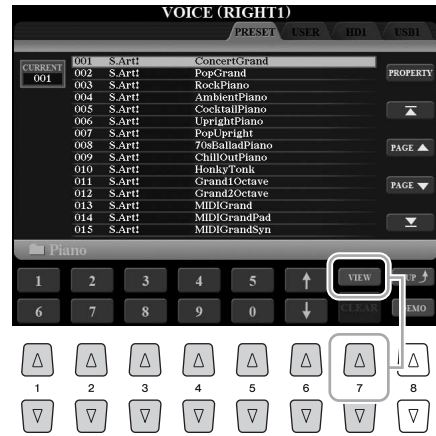 VOICE (RIGHT1)
PRESET USER HD1 USB1
CURRENT
001
001 S.Art! ConcertGrand
002 S.Art! PopGrand
003 S.Art! RockPiano
004 S.Art! AmbientPiano
005 S.Art! CocktailPiano
006 S.Art! UprightPiano
007 S.Art! PopUpright
008 S.Art! 70sBalladPiano
009 S.Art! ChillOutPiano
010 S.Art! HonkyTonk
011 S.Art! Grand1Octave
012 S.Art! Grand2Octave
013 S.Art! MIDIGrand
014 S.Art! MIDIGrandPad
015 S.Art! MIDIGrandSyn
PROPERTY
PAGE
PAGE
Piano
1 2 3 4 5 VIEW UP
6 7 8 9 0 CLEAR DEMO
1 2 3 4 5 6 7 8